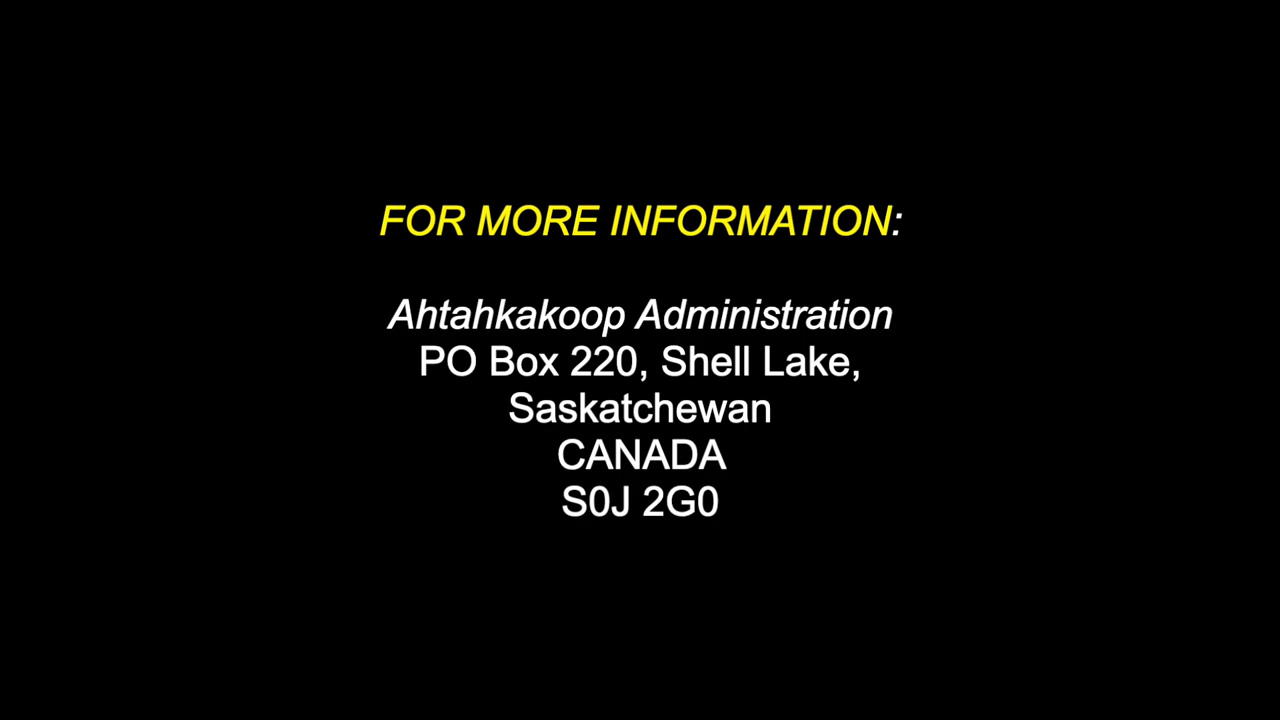 FOR MORE INFORMATION:
Ahtahkakoop Administration
PO Box 220, Shell Lake,
Saskatchewan
CANADA
S0J 2G0